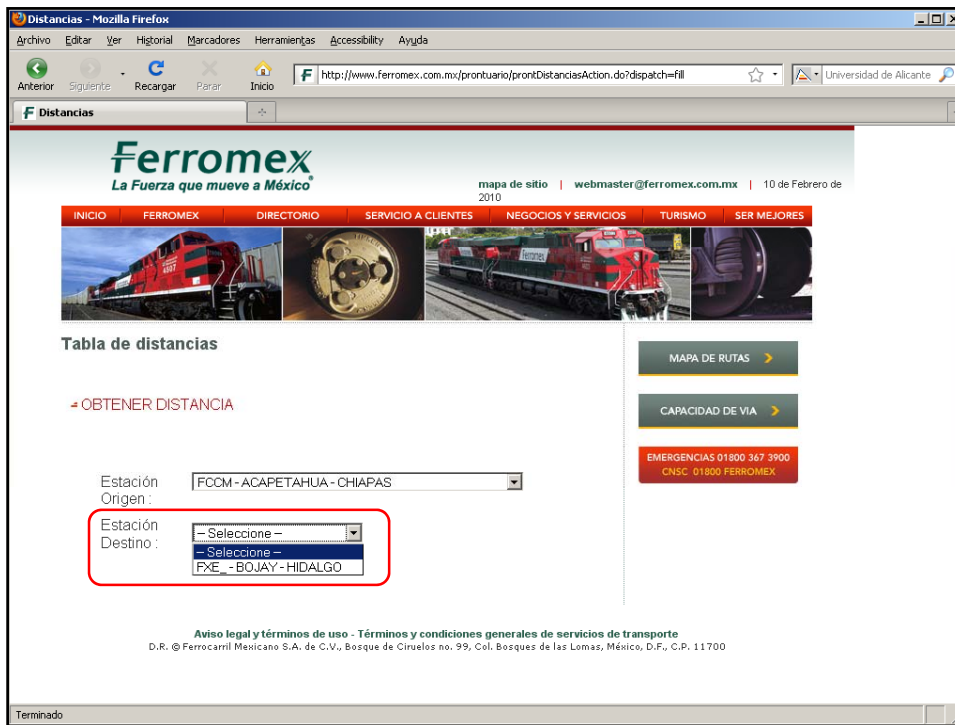 Distancias - Mozilla Firefox
Archivo Editar Ver Historial Marcadores Herramientas Accessibility Ayuda
Anterior Siguiente Recargar Parar Inicio
http://www.ferromex.com.mx/prontuario/prontDistanciasAction.do?dispatch=fill
Universidad de Alicante
Distancias
Ferromex
La Fuerza que mueve a México
mapa de sitio | webmaster@ferromex.com.mx | 10 de Febrero de
2010
INICIO FERROMEX DIRECTORIO SERVICIO A CLIENTES NEGOCIOS Y SERVICIOS TURISMO SER MEJORES
4607
Ferromex
Tabla de distancias
MAPA DE RUTAS
OBTENER DISTANCIA
CAPACIDAD DE VIA
EMERGENCIAS 01800 367 3900
CNSC 01800 FERROMEX
Estación
Origen :
FCCM - ACAPETAHUA - CHIAPAS
Estación
Destino :
-- Seleccione --
-- Seleccione --
FXE_ - BOJAY - HIDALGO
Aviso legal y términos de uso - Términos y condiciones generales de servicios de transporte
D.R. © Ferrocarril Mexicano S.A. de C.V., Bosque de Ciruelos no. 99, Col. Bosques de las Lomas, México, D.F., C.P. 11700
Terminado